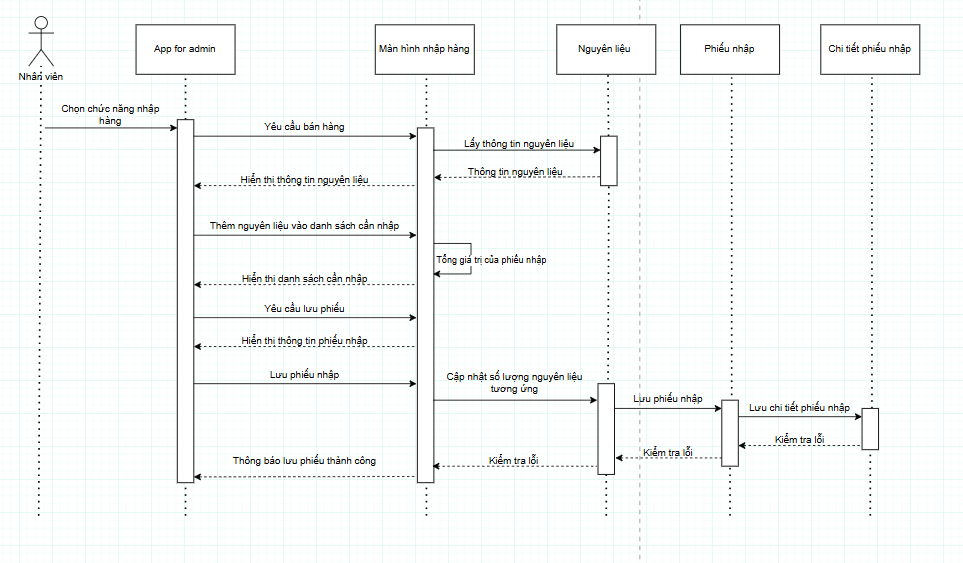 App for admin
Màn hình nhập hàng
Nguyên liệu
Phiếu nhập
Chi tiết phiếu nhập
Nhân viên
Chọn chức năng nhập
hàng
Yêu cầu bán hàng
Lấy thông tin nguyên liệu
Thông tin nguyên liệu
Hiển thị thông tin nguyên liệu
Thêm nguyên liệu vào danh sách cần nhập
Tổng giá trị của phiếu nhập
Hiển thị danh sách cần nhập
Yêu cầu lưu phiếu
Hiển thị thông tin phiếu nhập
Lưu phiếu nhập
Cập nhật số lượng nguyên liệu
tương ứng
Lưu phiếu nhập
Lưu chi tiết phiếu nhập
Kiểm tra lỗi
Kiểm tra lỗi
Kiểm tra lỗi
Thông báo lưu phiếu thành công